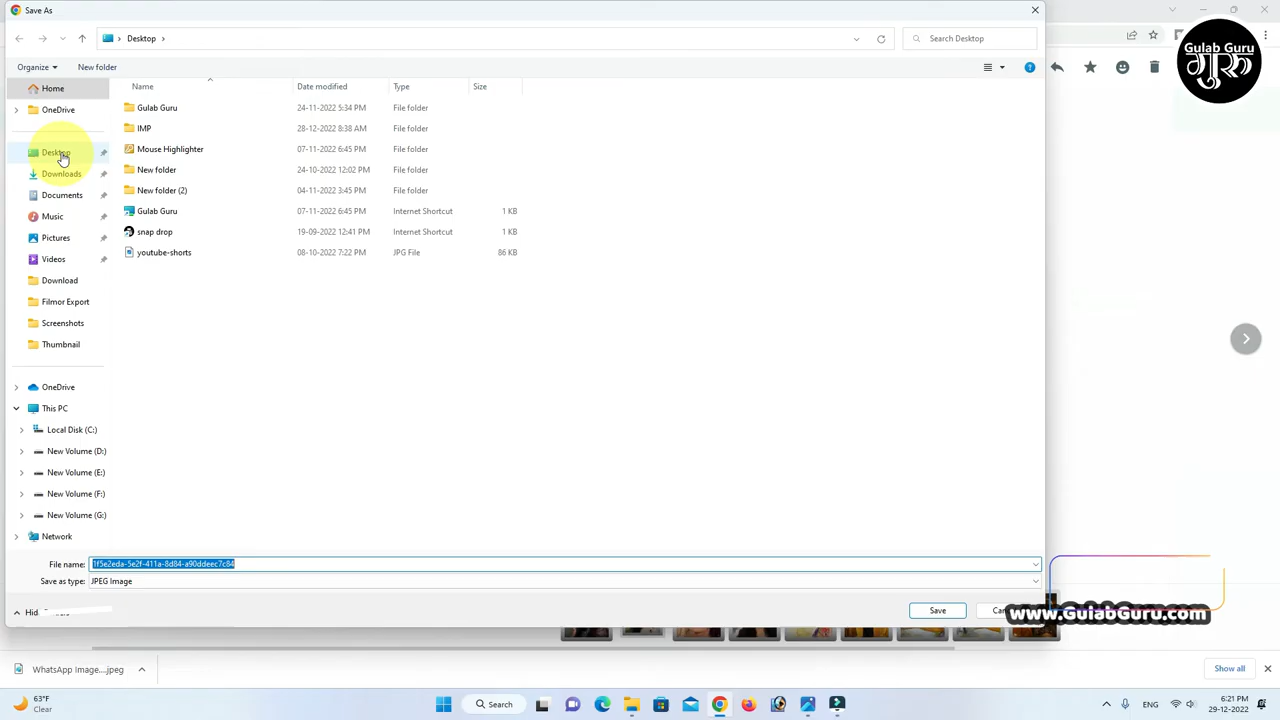 Save As
Desktop
Search Desktop
Gulab Guru
गुरु
Organize
New folder
Home
Name
Date modified
Type
Size
OneDrive
Gulab Guru
24-11-2022 5:34 PM
File folder
IMP
28-12-2022 8:38 AM
File folder
Desktop
Mouse Highlighter
07-11-2022 6:45 PM
File folder
Downloads
New folder
24-10-2022 12:02 PM
File folder
Documents
New folder (2)
04-11-2022 3:45 PM
File folder
Music
Gulab Guru
07-11-2022 6:45 PM
Internet Shortcut
1 KB
Pictures
snap drop
19-09-2022 12:41 PM
Internet Shortcut
1 KB
Videos
youtube-shorts
08-10-2022 7:22 PM
JPG File
86 KB
Download
Filmor Export
Screenshots
Thumbnail
OneDrive
This PC
Local Disk (C:)
New Volume (D:)
New Volume (E:)
New Volume (F:)
New Volume (G:)
Network
File name:
1f5e2eda-5e2f-411a-8d84-a90ddeec7c84
Save as type:
JPEG Image
Save
www.GulabGuru.com
WhatsApp Image....jpeg
Show all
63°F
Clear
Search
ENG
6:21 PM
29-12-2022